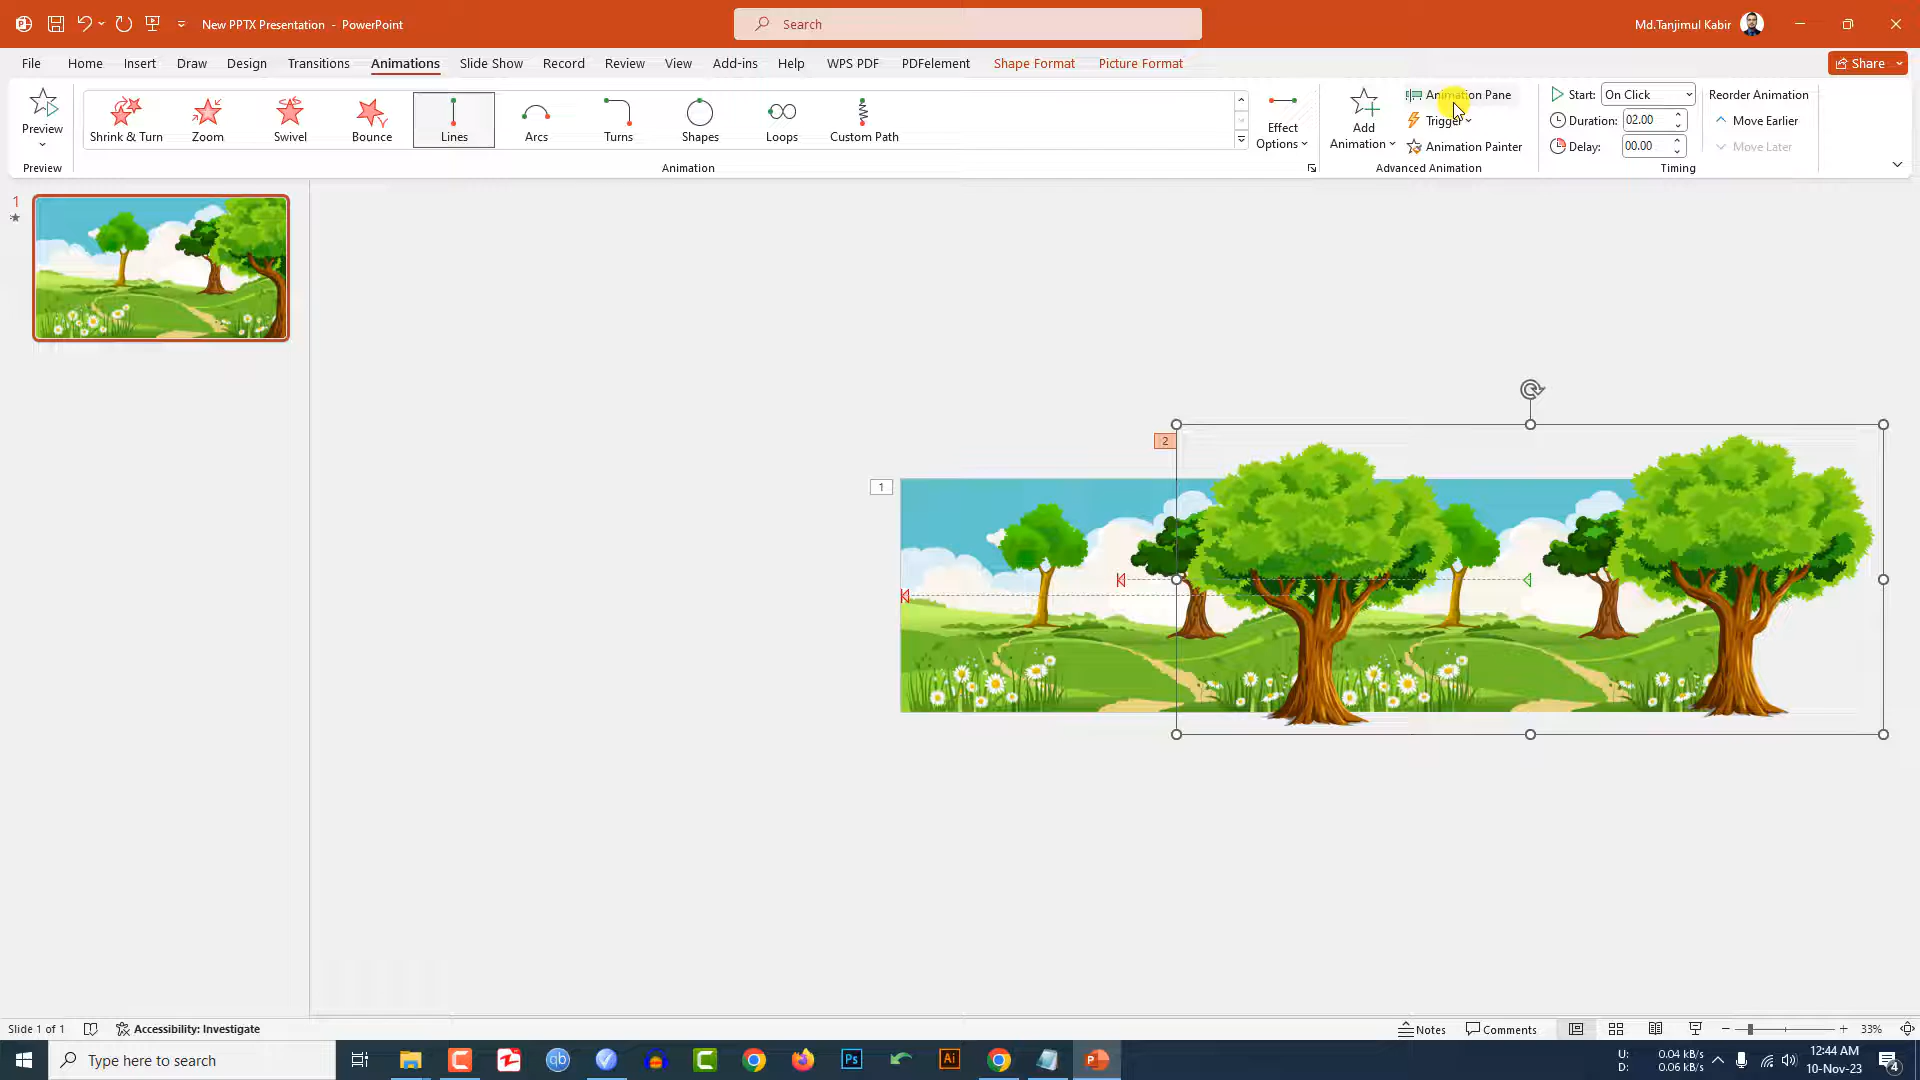 New PPTX Presentation - PowerPoint
Search
Md.Tanjimul Kabir
File
Home
Insert
Draw
Design
Transitions
Animations
Slide Show
Record
Review
View
Add-ins
Help
WPS PDF
PDFelement
Shape Format
Picture Format
Share
Preview
Shrink & Turn
Zoom
Swivel
Bounce
Lines
Arcs
Turns
Shapes
Loops
Custom Path
Effect
Options
Add
Animation
Animation Pane
Trigger
Animation Painter
Start: On Click
Duration: 02.00
Delay: 00.00
Reorder Animation
Move Earlier
Move Later
Preview
Animation
Advanced Animation
Timing
1
2
1
Slide 1 of 1
Accessibility: Investigate
Notes
Comments
33%
Type here to search
qb
Ps
Ai
U: 0.04 kB/s
D: 0.06 kB/s
12:44 AM
10-Nov-23
4